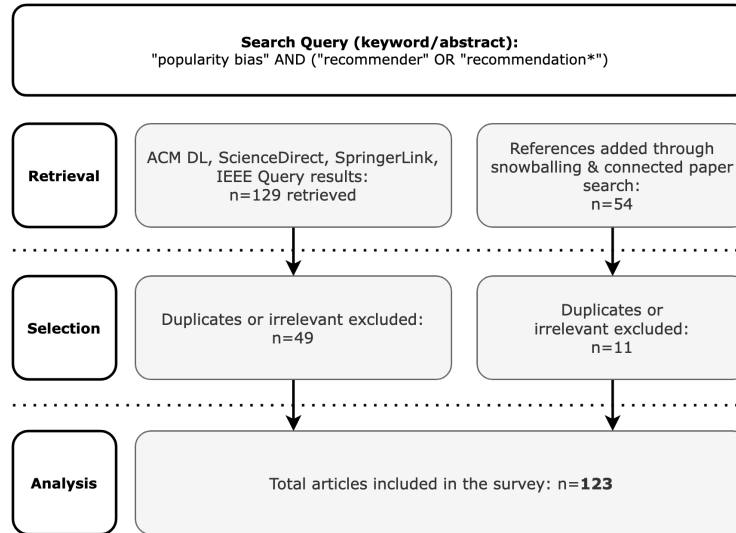 Search Query (keyword/abstract):
"popularity bias" AND ("recommender" OR "recommendation*")
Retrieval
ACM DL, ScienceDirect, SpringerLink,
IEEE Query results:
n=129 retrieved
References added through
snowballing & connected paper
search:
n=54
Selection
Duplicates or irrelevant excluded:
n=49
Duplicates or
irrelevant excluded:
n=11
Analysis
Total articles included in the survey: n=123